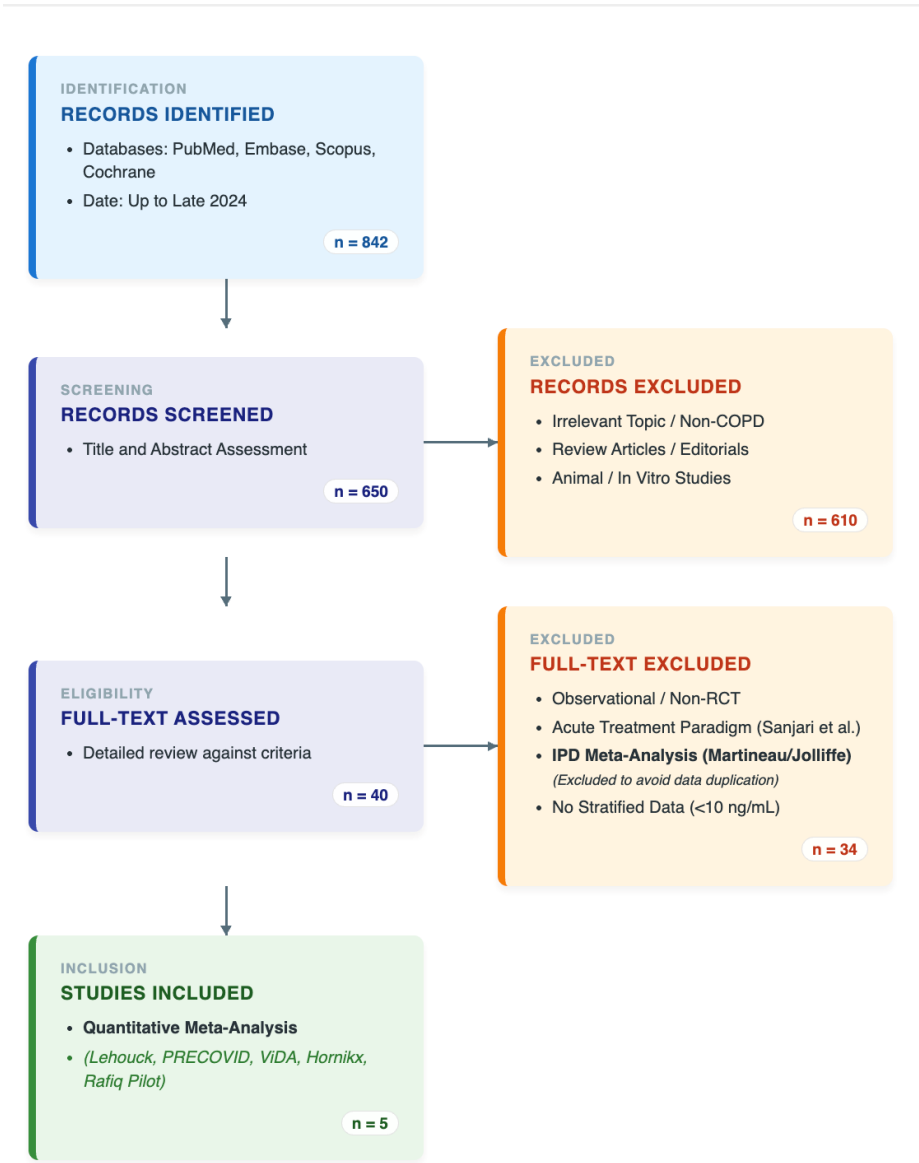 IDENTIFICATION
RECORDS IDENTIFIED
• Databases: PubMed, Embase, Scopus,
Cochrane
• Date: Up to Late 2024
n = 842
SCREENING
RECORDS SCREENED
• Title and Abstract Assessment
n = 650
EXCLUDED
RECORDS EXCLUDED
• Irrelevant Topic / Non-COPD
• Review Articles / Editorials
• Animal / In Vitro Studies
n = 610
ELIGIBILITY
FULL-TEXT ASSESSED
• Detailed review against criteria
n = 40
EXCLUDED
FULL-TEXT EXCLUDED
• Observational / Non-RCT
• Acute Treatment Paradigm (Sanjari et al.)
• IPD Meta-Analysis (Martineau/Jolliffe)
(Excluded to avoid data duplication)
• No Stratified Data (<10 ng/mL)
n = 34
INCLUSION
STUDIES INCLUDED
• Quantitative Meta-Analysis
• (Lehouck, PRECOVID, ViDA, Hornikx,
Rafiq Pilot)
n = 5